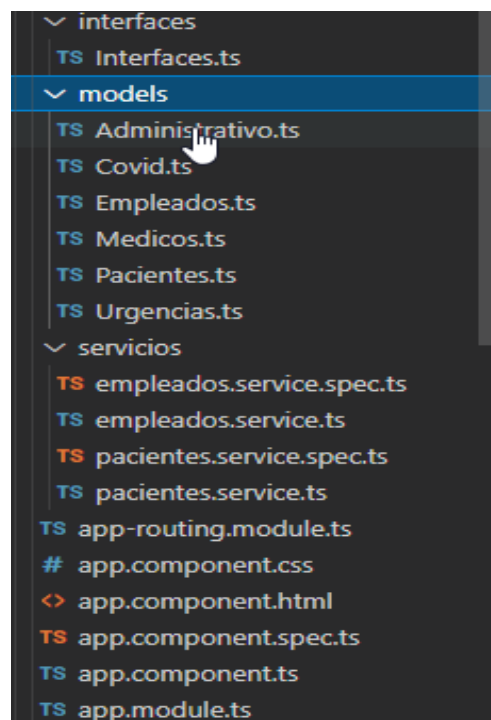 interfaces
TS Interfaces.ts
models
TS Administrativo.ts
TS Covid.ts
TS Empleados.ts
TS Medicos.ts
TS Pacientes.ts
TS Urgencias.ts
servicios
TS empleados.service.spec.ts
TS empleados.service.ts
TS pacientes.service.spec.ts
TS pacientes.service.ts
TS app-routing.module.ts
# app.component.css
<> app.component.html
TS app.component.spec.ts
TS app.component.ts
TS app.module.ts